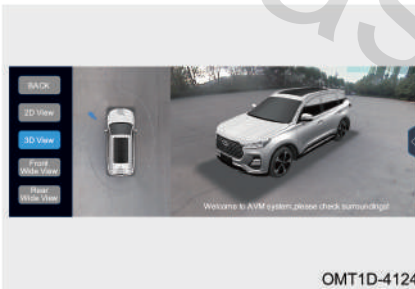 BACK
2D View
3D View
Front
Wide View
Rear
Wide View
Welcome to AVM system,please check surroundings!
OMT1D-4124